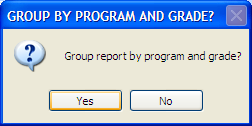 GROUP BY PROGRAM AND GRADE?
Group report by program and grade?
Yes
No